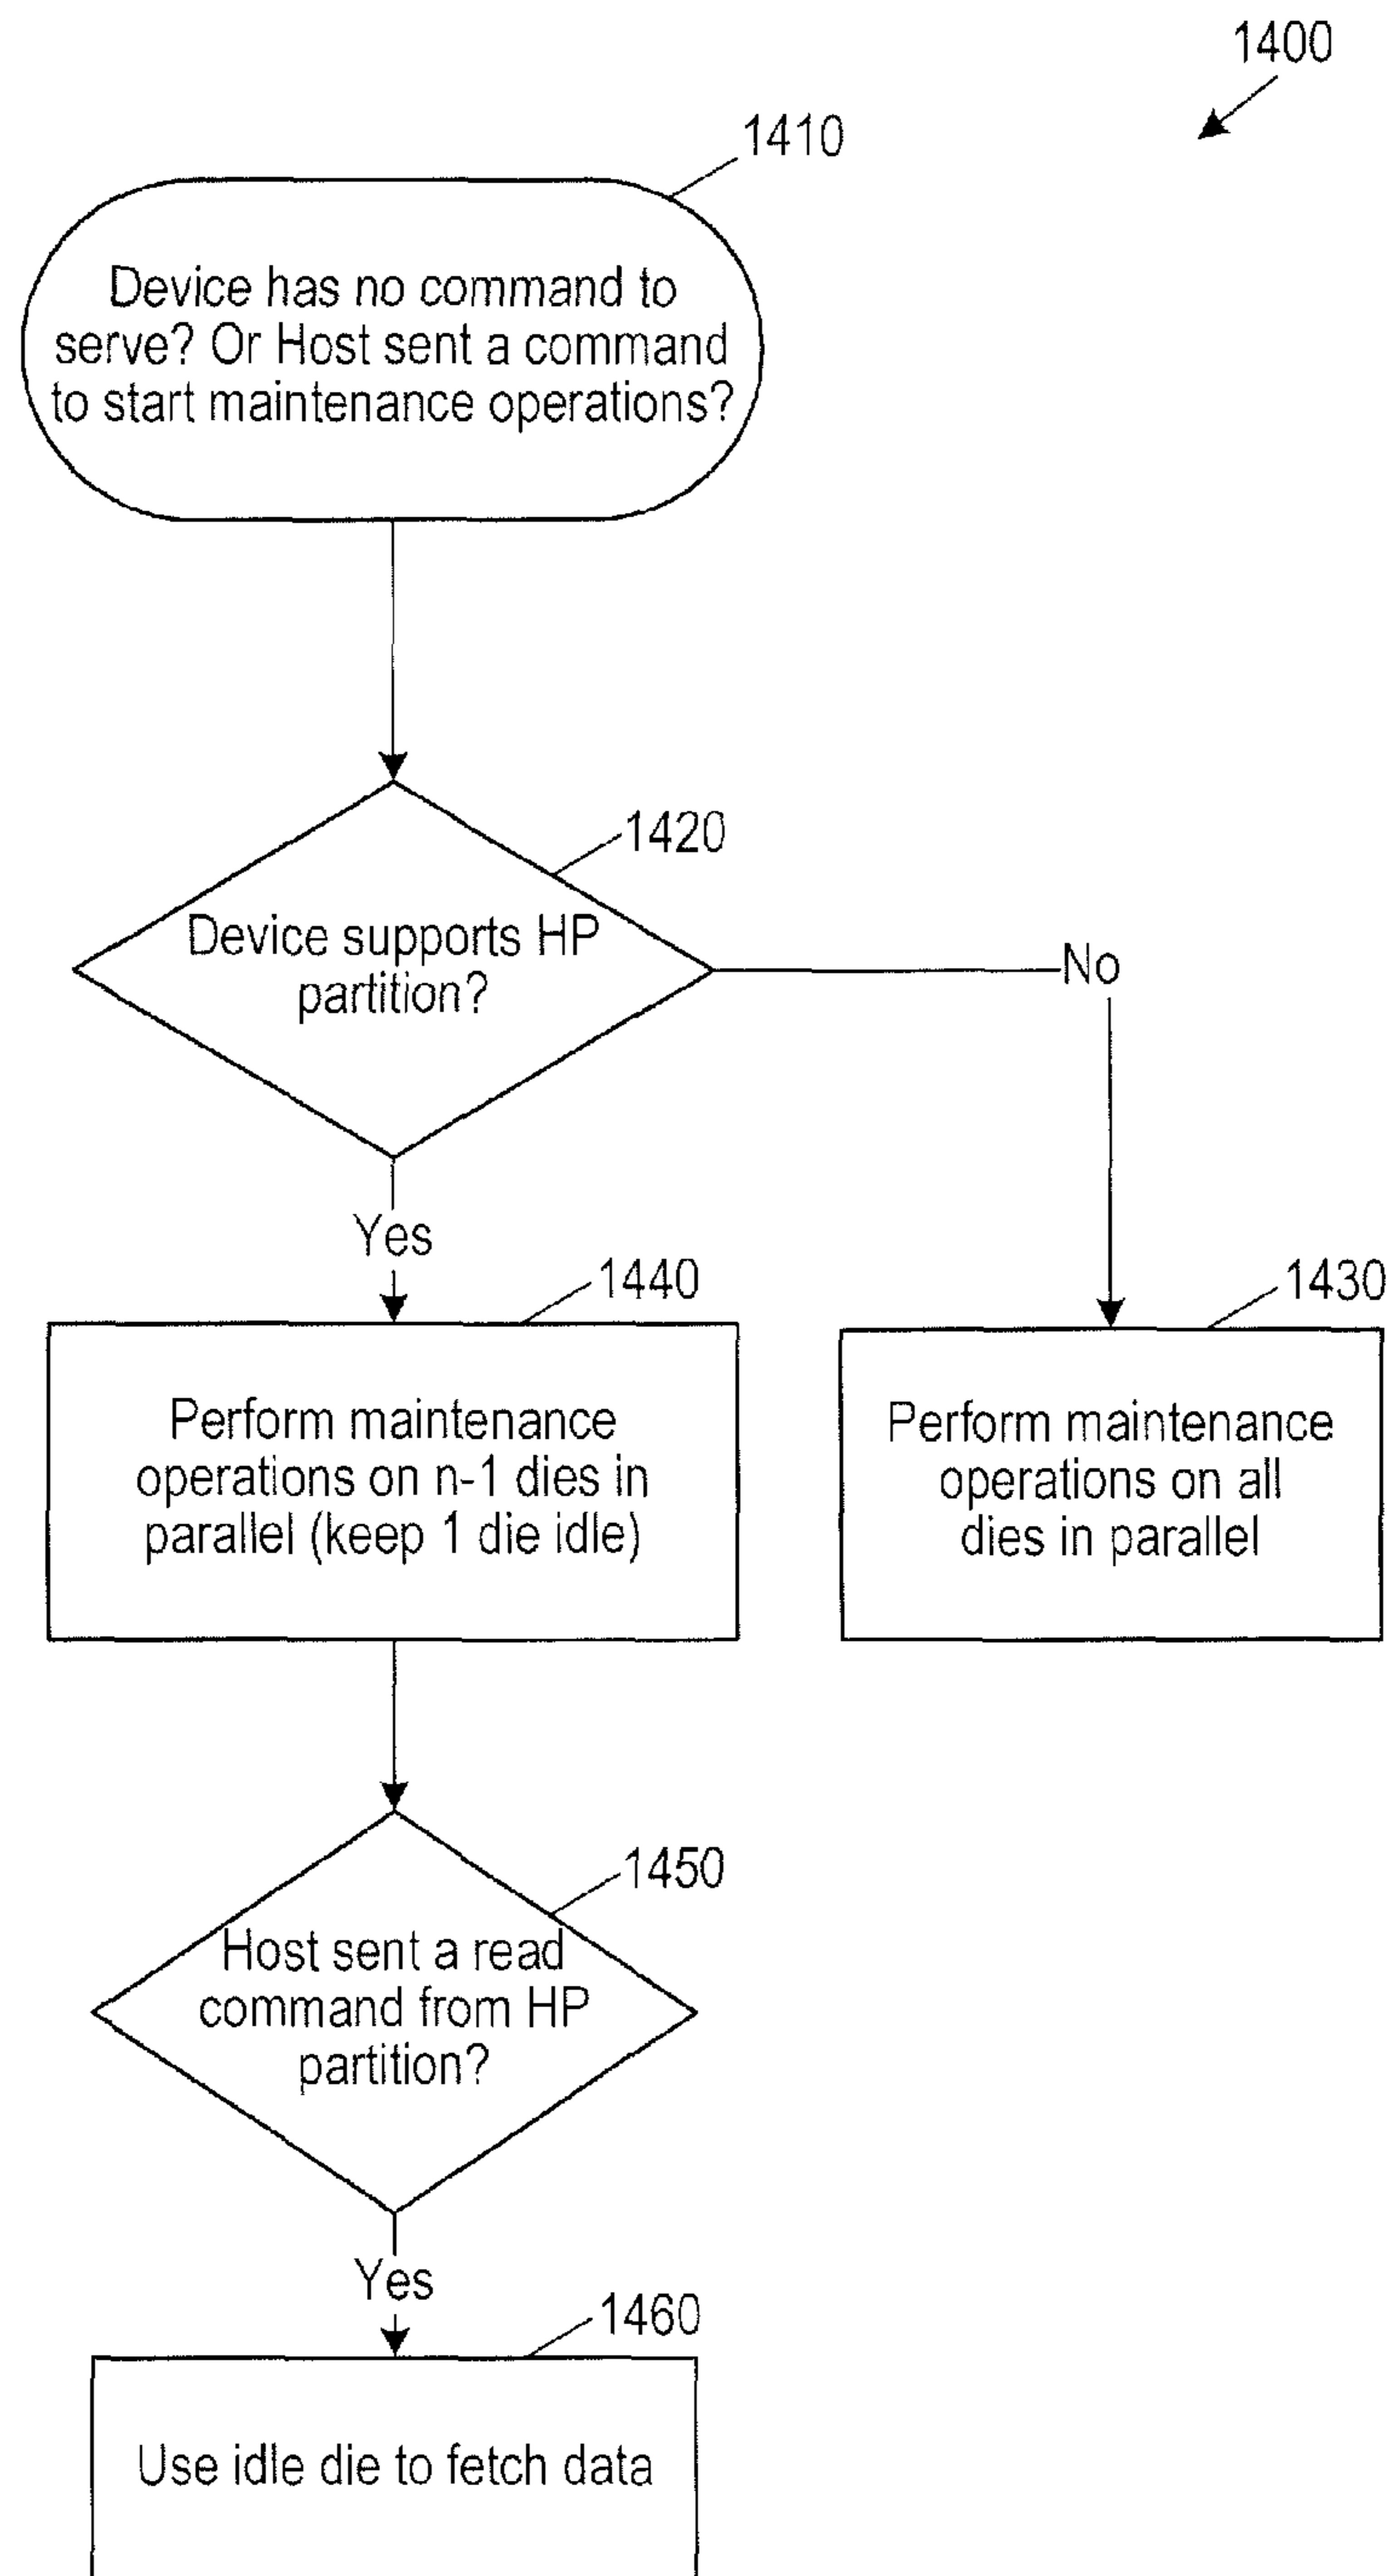 1400
1410
Device has no command to
serve? Or Host sent a command
to start maintenance operations?
1420
Device supports HP
partition?
No
Yes
1440
1430
Perform maintenance
operations on n-1 dies in
parallel (keep 1 die idle)
Perform maintenance
operations on all
dies in parallel
1450
Host sent a read
command from HP
partition?
Yes
1460
Use idle die to fetch data